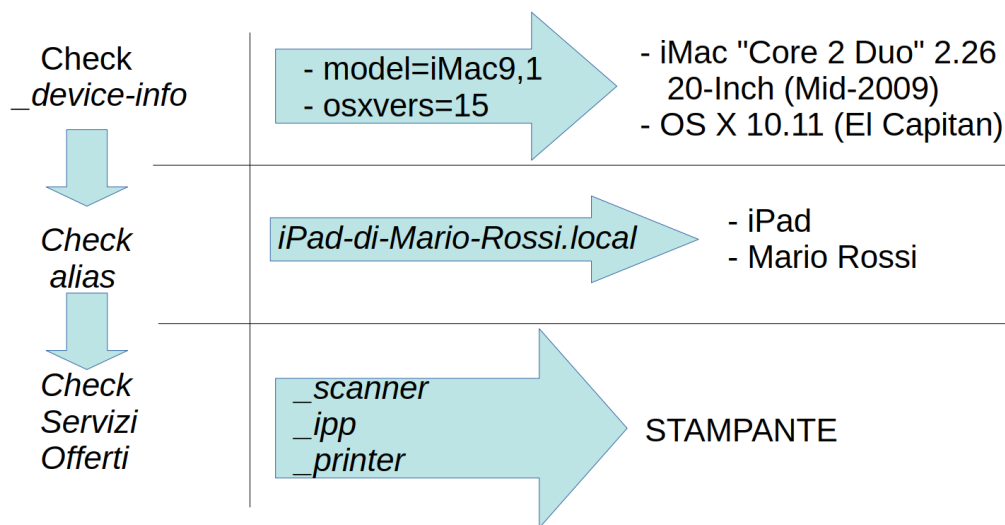 Check
_device-info
- model=iMac9,1
- osxvers=15
- iMac "Core 2 Duo" 2.26
20-Inch (Mid-2009)
- OS X 10.11 (El Capitan)
Check
alias
iPad-di-Mario-Rossi.local
- iPad
- Mario Rossi
Check
Servizi
Offerti
_scanner
_ipp
_printer
STAMPANTE